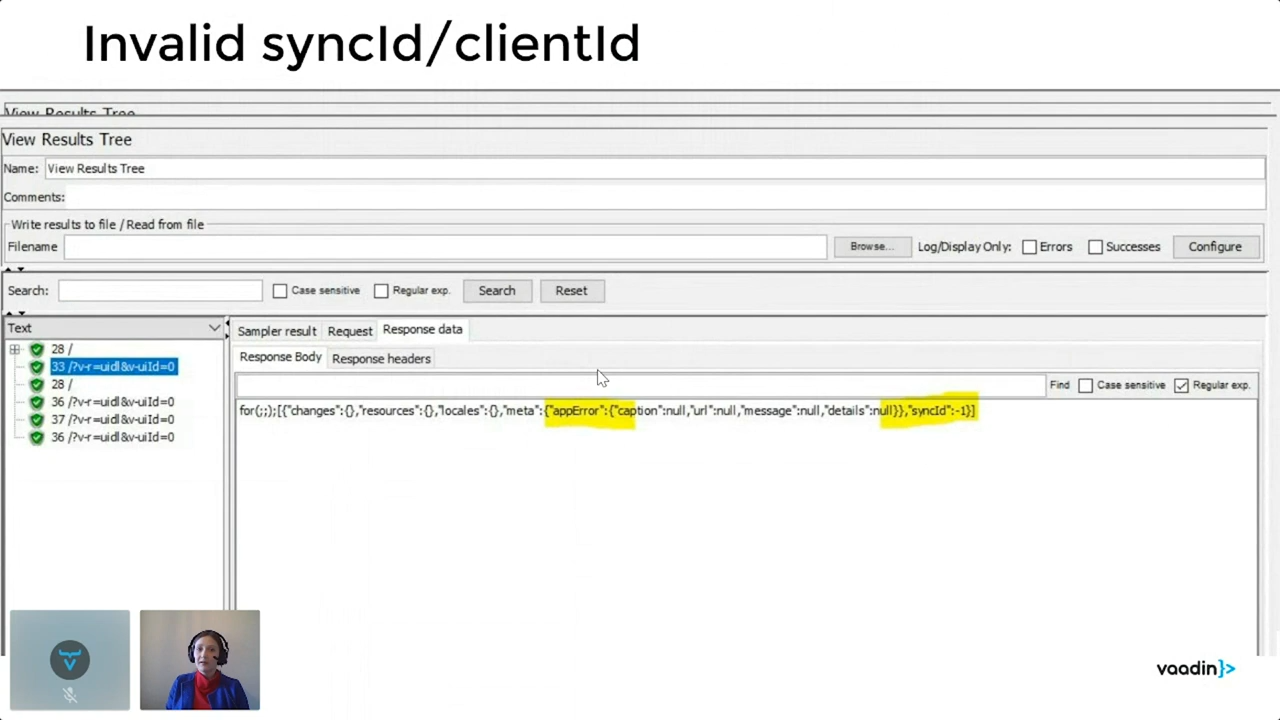 Invalid syncId/clientId
View Results Tree
View Results Tree
Name: View Results Tree
Comments:
Write results to file / Read from file
Filename Browse... Log/Display Only: Errors Successes Configure
Search: Case sensitive Regular exp. Search Reset
Text
28 /
33 /?v-r=uidl&v-uiId=0
28 /
36 /?v-r=uidl&v-uiId=0
37 /?v-r=uidl&v-uiId=0
36 /?v-r=uidl&v-uiId=0
Sampler result Request Response data
Response Body Response headers
Find Case sensitive Regular exp.
for(;;);[{"changes":{},"resources":{},"locales":{},"meta":{"appError":{"caption":null,"url":null,"message":null,"details":null}},"syncId":-1}]
vaadin}>